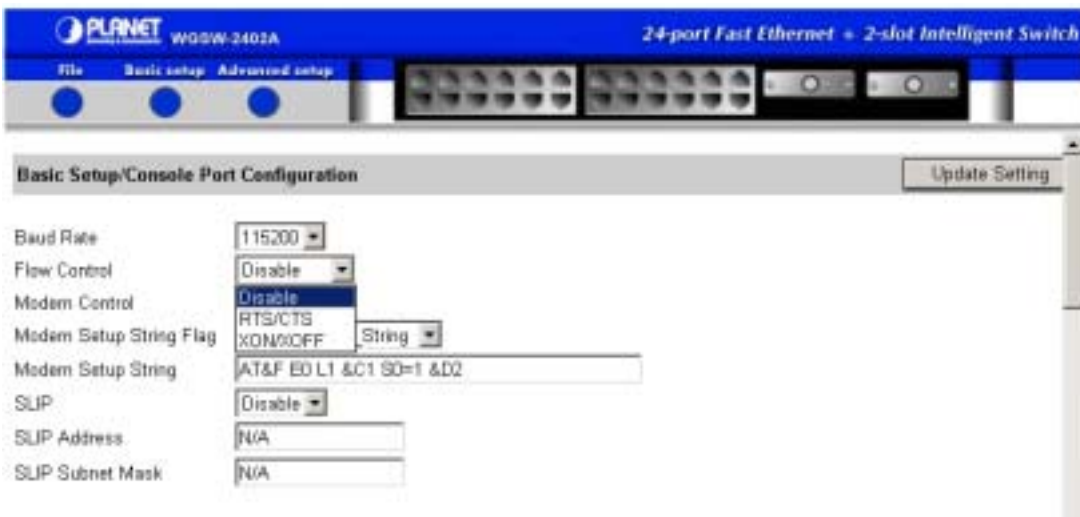 PLANET WGSW-2402A
24-port Fast Ethernet + 2-slot Intelligent Switch
File Basic setup Advanced setup
Basic Setup/Console Port Configuration
Update Setting
Baud Rate 115200
Flow Control Disable
Disable
Modem Control
RTS/CTS
Modem Setup String Flag XON/XOFF _String
Modem Setup String AT&F E0 L1 &C1 S0=1 &D2
SLIP Disable
SLIP Address N/A
SLIP Subnet Mask N/A